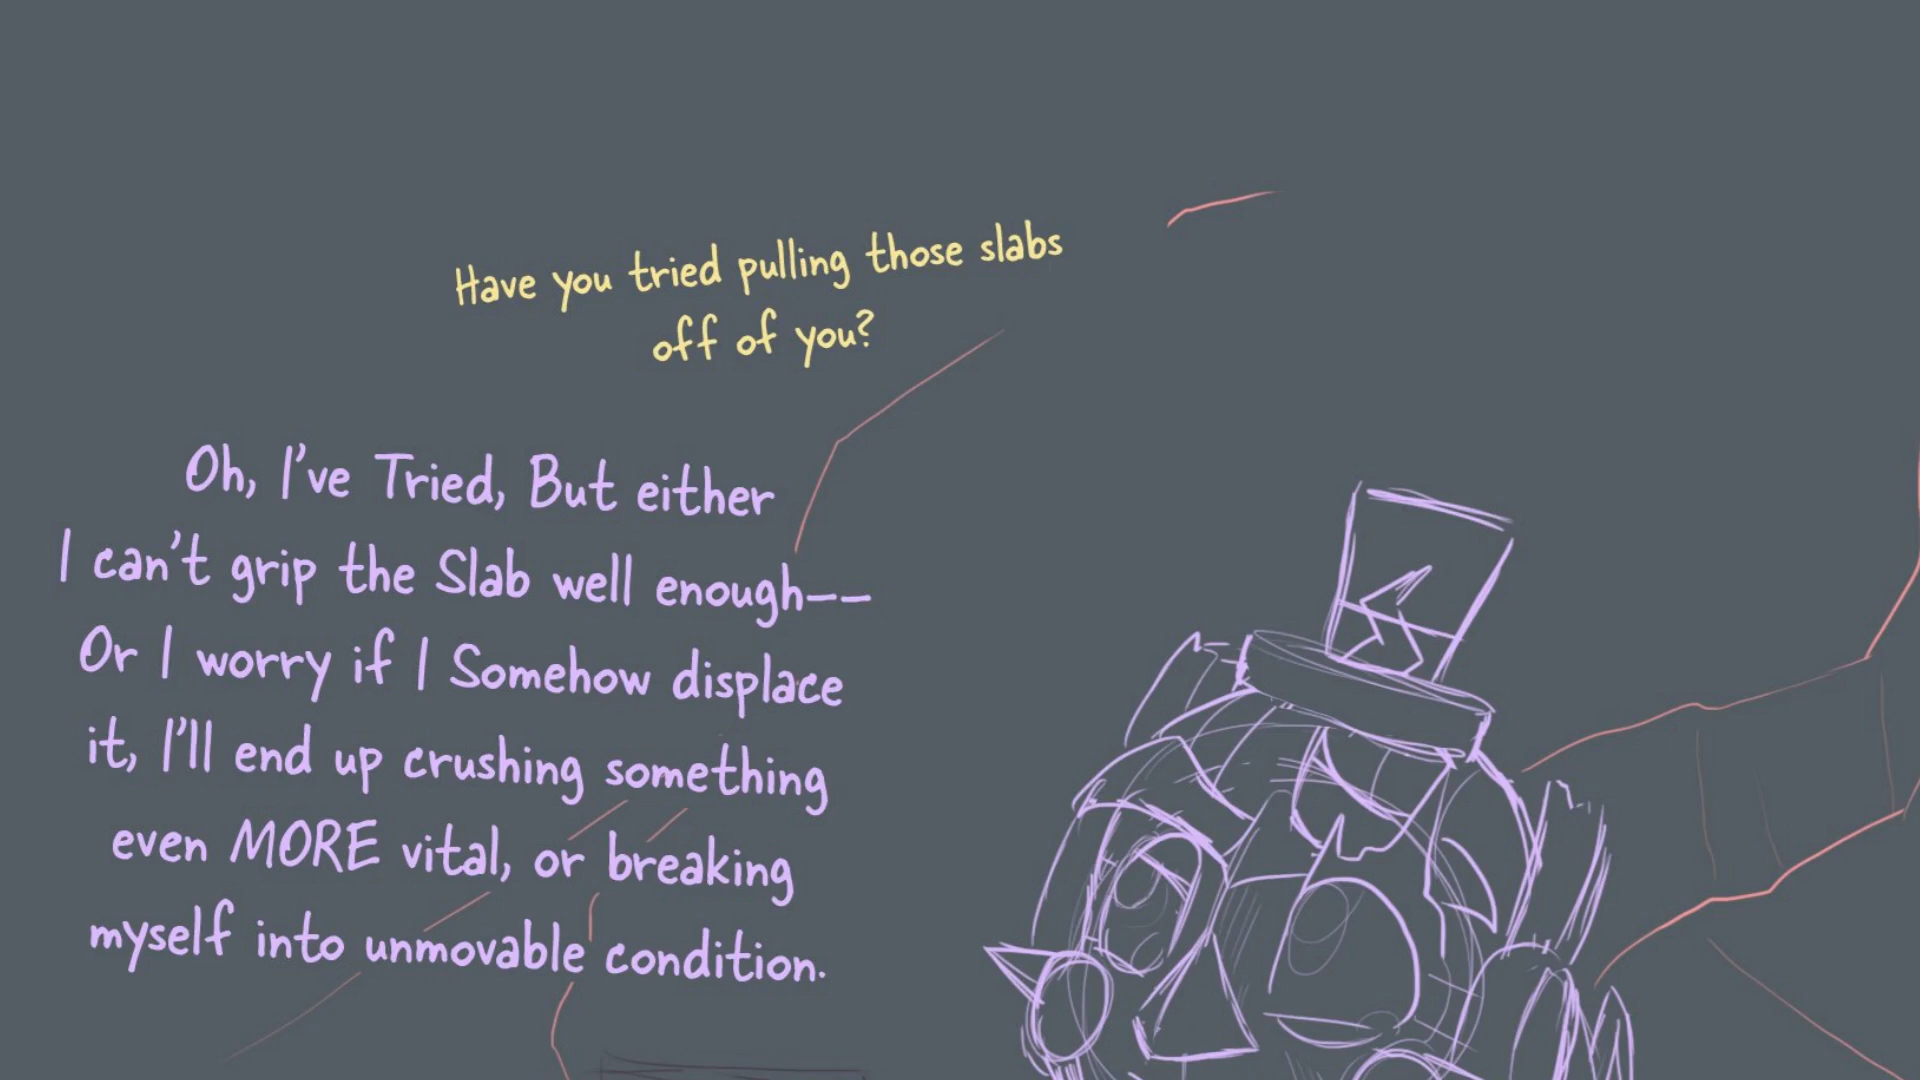 Have you tried pulling those slabs
off of you?
Oh, I've Tried, But either
I can't grip the Slab well enough--
Or I worry if I Somehow displace
it, I'll end up crushing something
even MORE vital, or breaking
myself into unmovable condition.